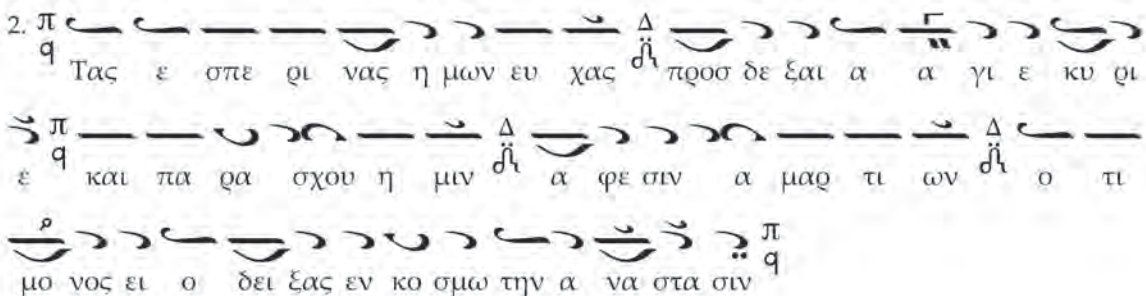 2. π q Δ
Τας ε σπε ρι νας η μων ευ χας προσ δε ξαι α α γι ε κυ ρι
ε π q και πα ρα σχου η μιν Δ α φε σιν α μαρ τι ων Δ ο τι
π q
μο νος ει ο δει ξας εν κο σμω την α να στα σιν